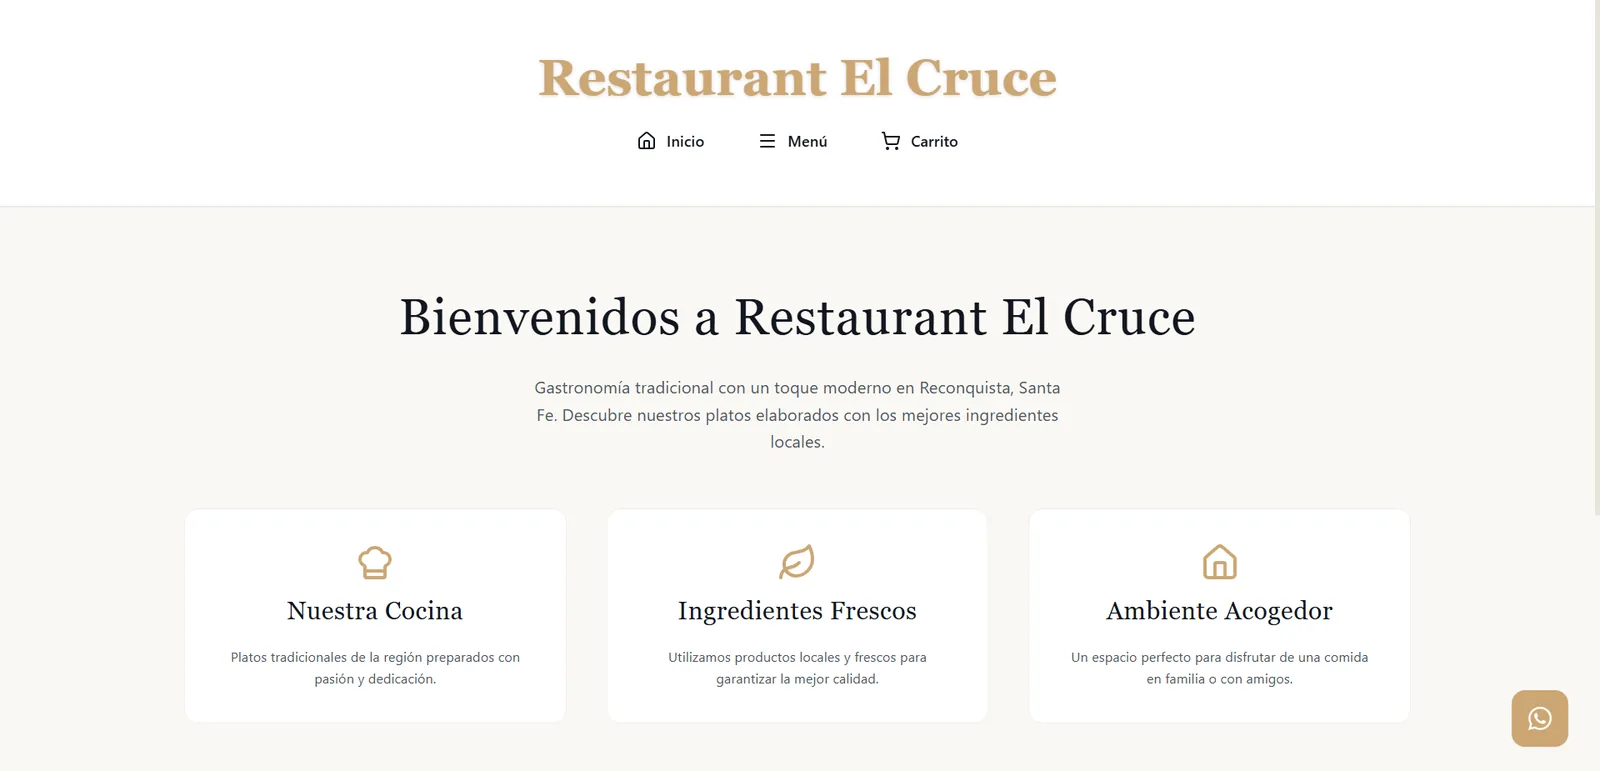 Restaurant El Cruce
Inicio
Menú
Carrito
Bienvenidos a Restaurant El Cruce
Gastronomía tradicional con un toque moderno en Reconquista, Santa
Fe. Descubre nuestros platos elaborados con los mejores ingredientes
locales.
Nuestra Cocina
Platos tradicionales de la región preparados con
pasión y dedicación.
Ingredientes Frescos
Utilizamos productos locales y frescos para
garantizar la mejor calidad.
Ambiente Acogedor
Un espacio perfecto para disfrutar de una comida
en familia o con amigos.